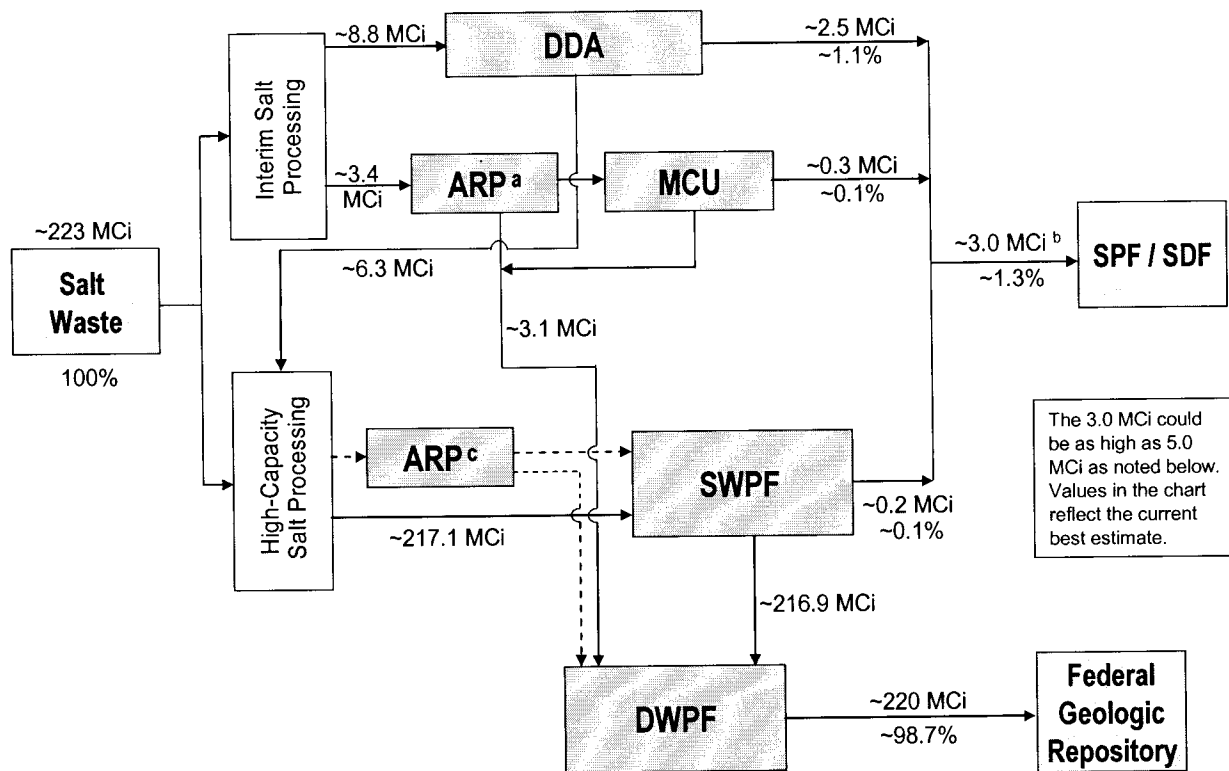 ~8.8 MCi
DDA
~2.5 MCi
~1.1%
Interim Salt
Processing
~3.4
MCi
ARP a
MCU
~0.3 MCi
~0.1%
~223 MCi
Salt
Waste
100%
~6.3 MCi
~3.0 MCi b
~1.3%
SPF / SDF
~3.1 MCi
High-Capacity
Salt Processing
ARP c
~217.1 MCi
SWPF
~0.2 MCi
~0.1%
The 3.0 MCi could
be as high as 5.0
MCi as noted below.
Values in the chart
reflect the current
best estimate.
~216.9 MCi
DWPF
~220 MCi
~98.7%
Federal
Geologic
Repository